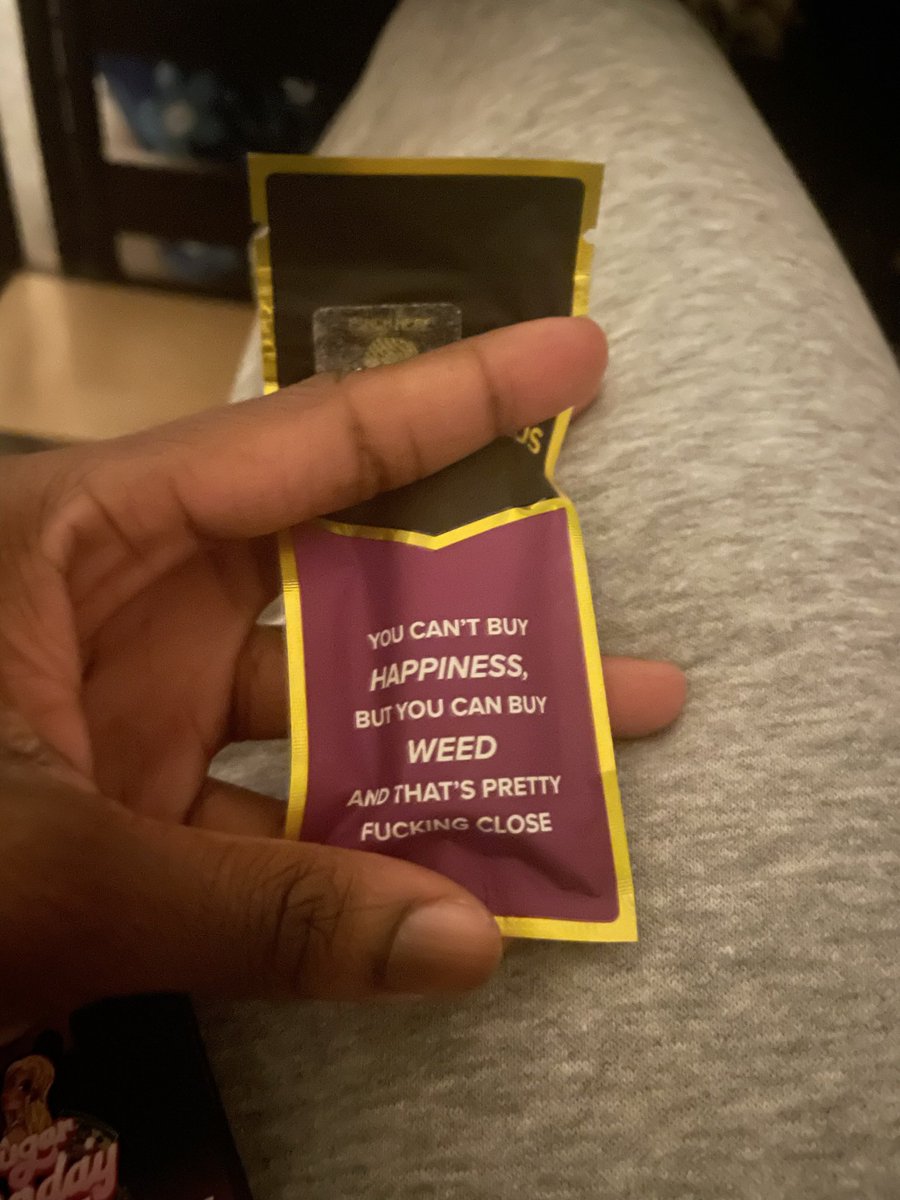 YOU CAN'T BUY
HAPPINESS,
BUT YOU CAN BUY
WEED
AND THAT'S PRETTY
FUCKING CLOSE